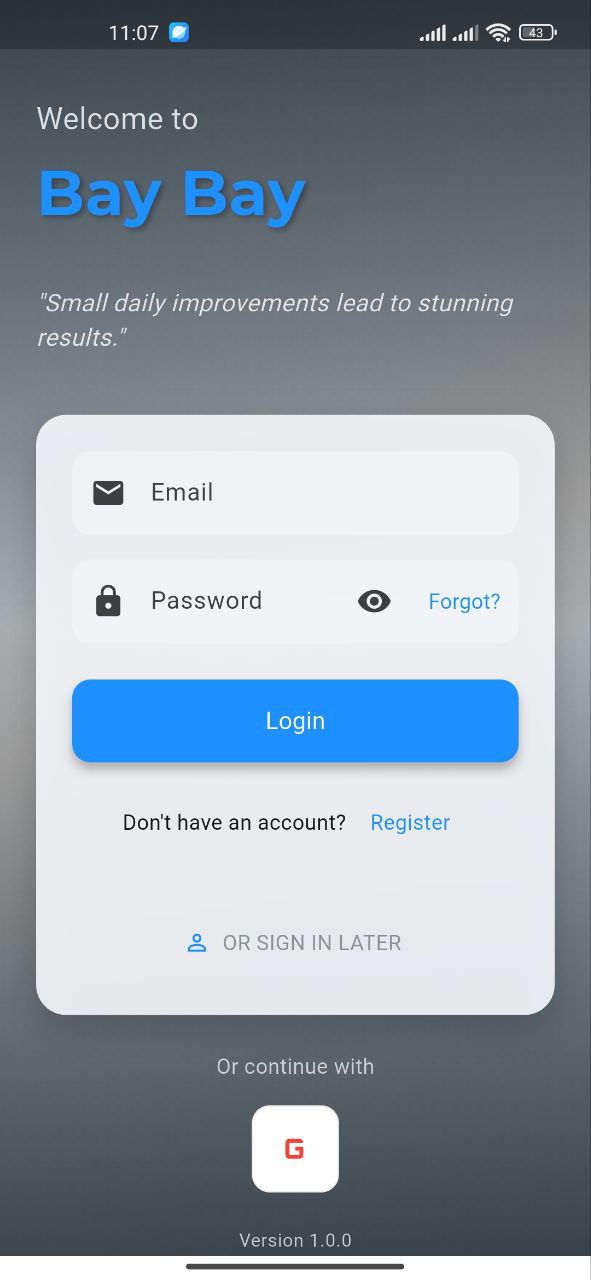 11:07
43
Welcome to
Bay Bay
"Small daily improvements lead to stunning
results."
Email
Password
Forgot?
Login
Don't have an account? Register
OR SIGN IN LATER
Or continue with
G
Version 1.0.0